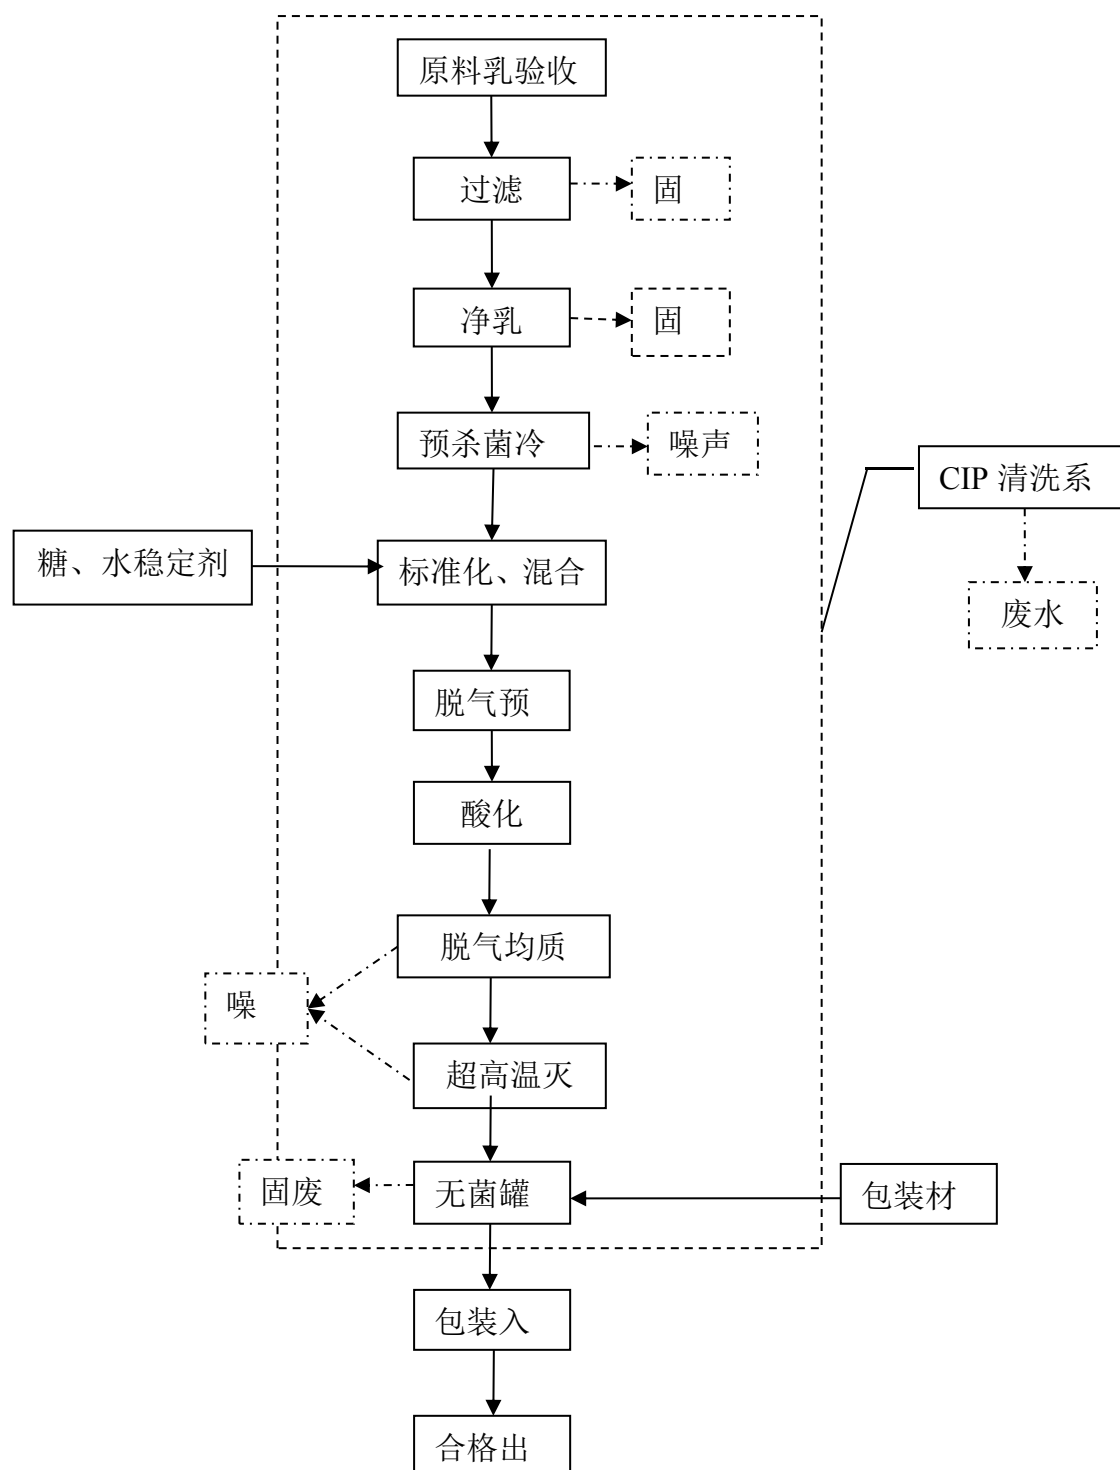 原料乳验收
过滤
固
净乳
固
预杀菌冷
噪声
CIP 清洗系
糖、水稳定剂
标准化、混合
废水
脱气预
酸化
脱气均质
噪
超高温灭
固废
无菌罐
包装材
包装入
合格出